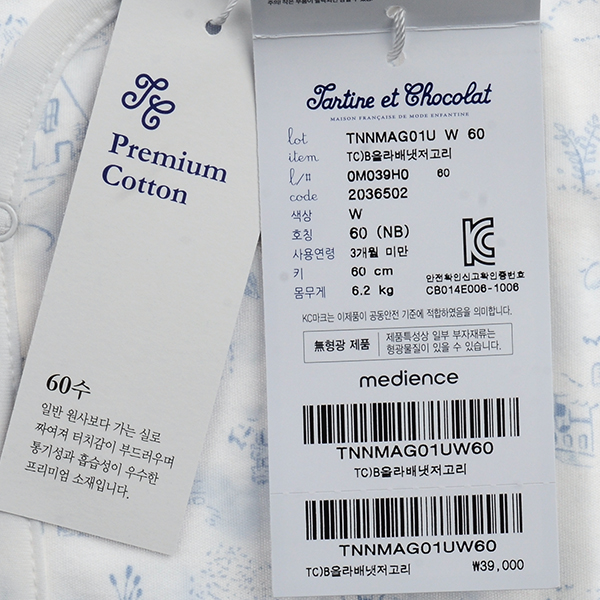 TC
Premium
Cotton
60수
일반 원사보다 가는 실로
짜여져 터치감이 부드러우며
통기성과 흡습성이 우수한
프리미엄 소재입니다.
Tartine et Chocolat
MAISON FRANÇAISE DE MODE ENFANTINE
lot TNNMAG01U W 60
item TC)B올라배냇저고리
l/# 0M039H0 60
code 2036502
색상 W
호칭 60 (NB)
사용연령 3개월 미만
키 60 cm
몸무게 6.2 kg
KC
안전확인신고확인증번호
CB014E006-1006
KC마크는 이제품이 공통안전 기준에 적합하였음을 의미합니다.
無형광 제품
제품특성상 일부 부자재류는
형광물질이 있을 수 있습니다.
medience
TNNMAG01UW60
TC)B올라배냇저고리
TNNMAG01UW60
TC)B올라배냇저고리 ₩39,000